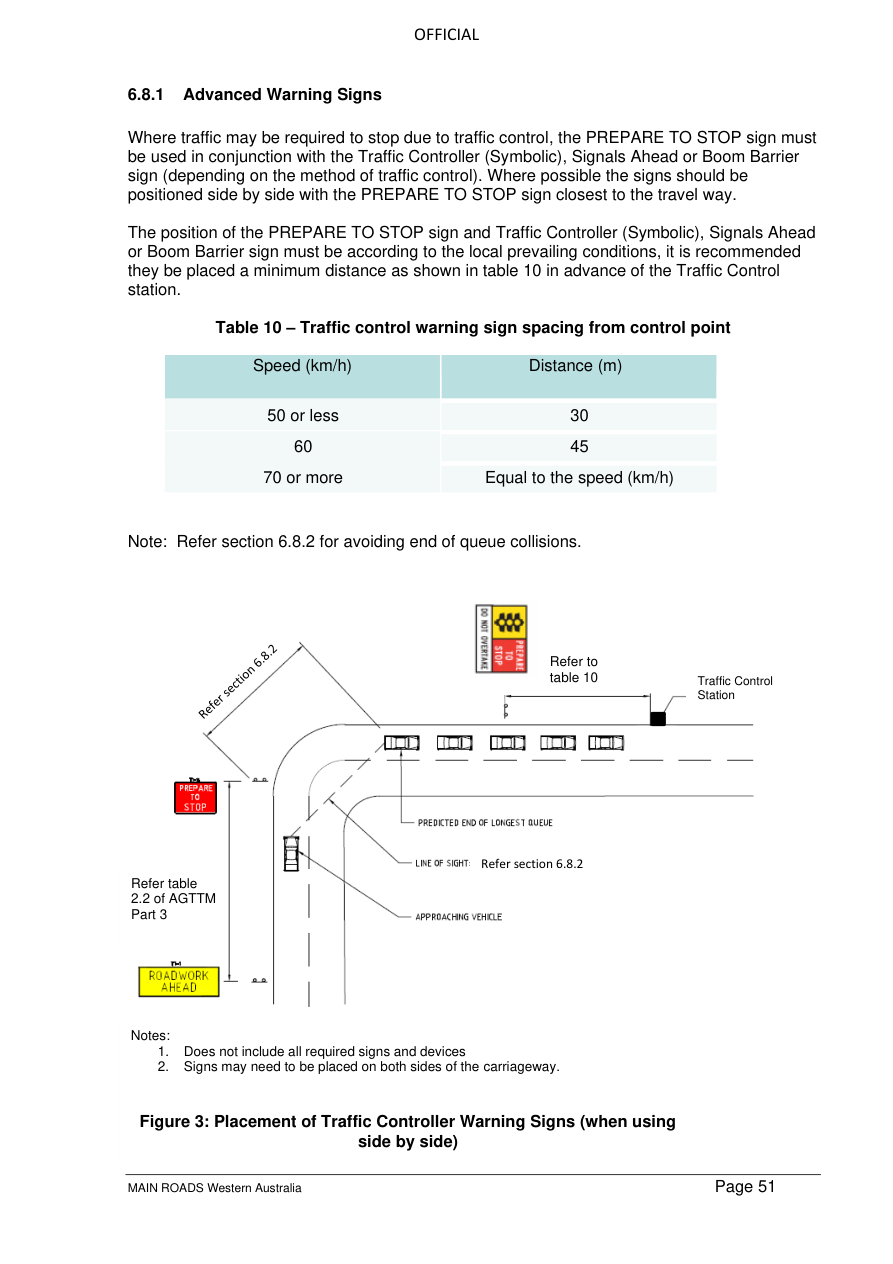 OFFICIAL
6.8.1 Advanced Warning Signs
Where traffic may be required to stop due to traffic control, the PREPARE TO STOP sign must
be used in conjunction with the Traffic Controller (Symbolic), Signals Ahead or Boom Barrier
sign (depending on the method of traffic control). Where possible the signs should be
positioned side by side with the PREPARE TO STOP sign closest to the travel way.
The position of the PREPARE TO STOP sign and Traffic Controller (Symbolic), Signals Ahead
or Boom Barrier sign must be according to the local prevailing conditions, it is recommended
they be placed a minimum distance as shown in table 10 in advance of the Traffic Control
station.
Table 10 – Traffic control warning sign spacing from control point
Speed (km/h) Distance (m)
50 or less 30
60 45
70 or more Equal to the speed (km/h)
Note: Refer section 6.8.2 for avoiding end of queue collisions.
DO NOT OVERTAKE
PREPARE
TO
STOP
Refer section 6.8.2
Refer to
table 10
Traffic Control
Station
PREPARE
TO
STOP
PREDICTED END OF LONGEST QUEUE
LINE OF SIGHT: Refer section 6.8.2
Refer table
2.2 of AGTTM
Part 3
APPROACHING VEHICLE
ROADWORK
AHEAD
Notes:
1. Does not include all required signs and devices
2. Signs may need to be placed on both sides of the carriageway.
Figure 3: Placement of Traffic Controller Warning Signs (when using
side by side)
MAIN ROADS Western Australia Page 51